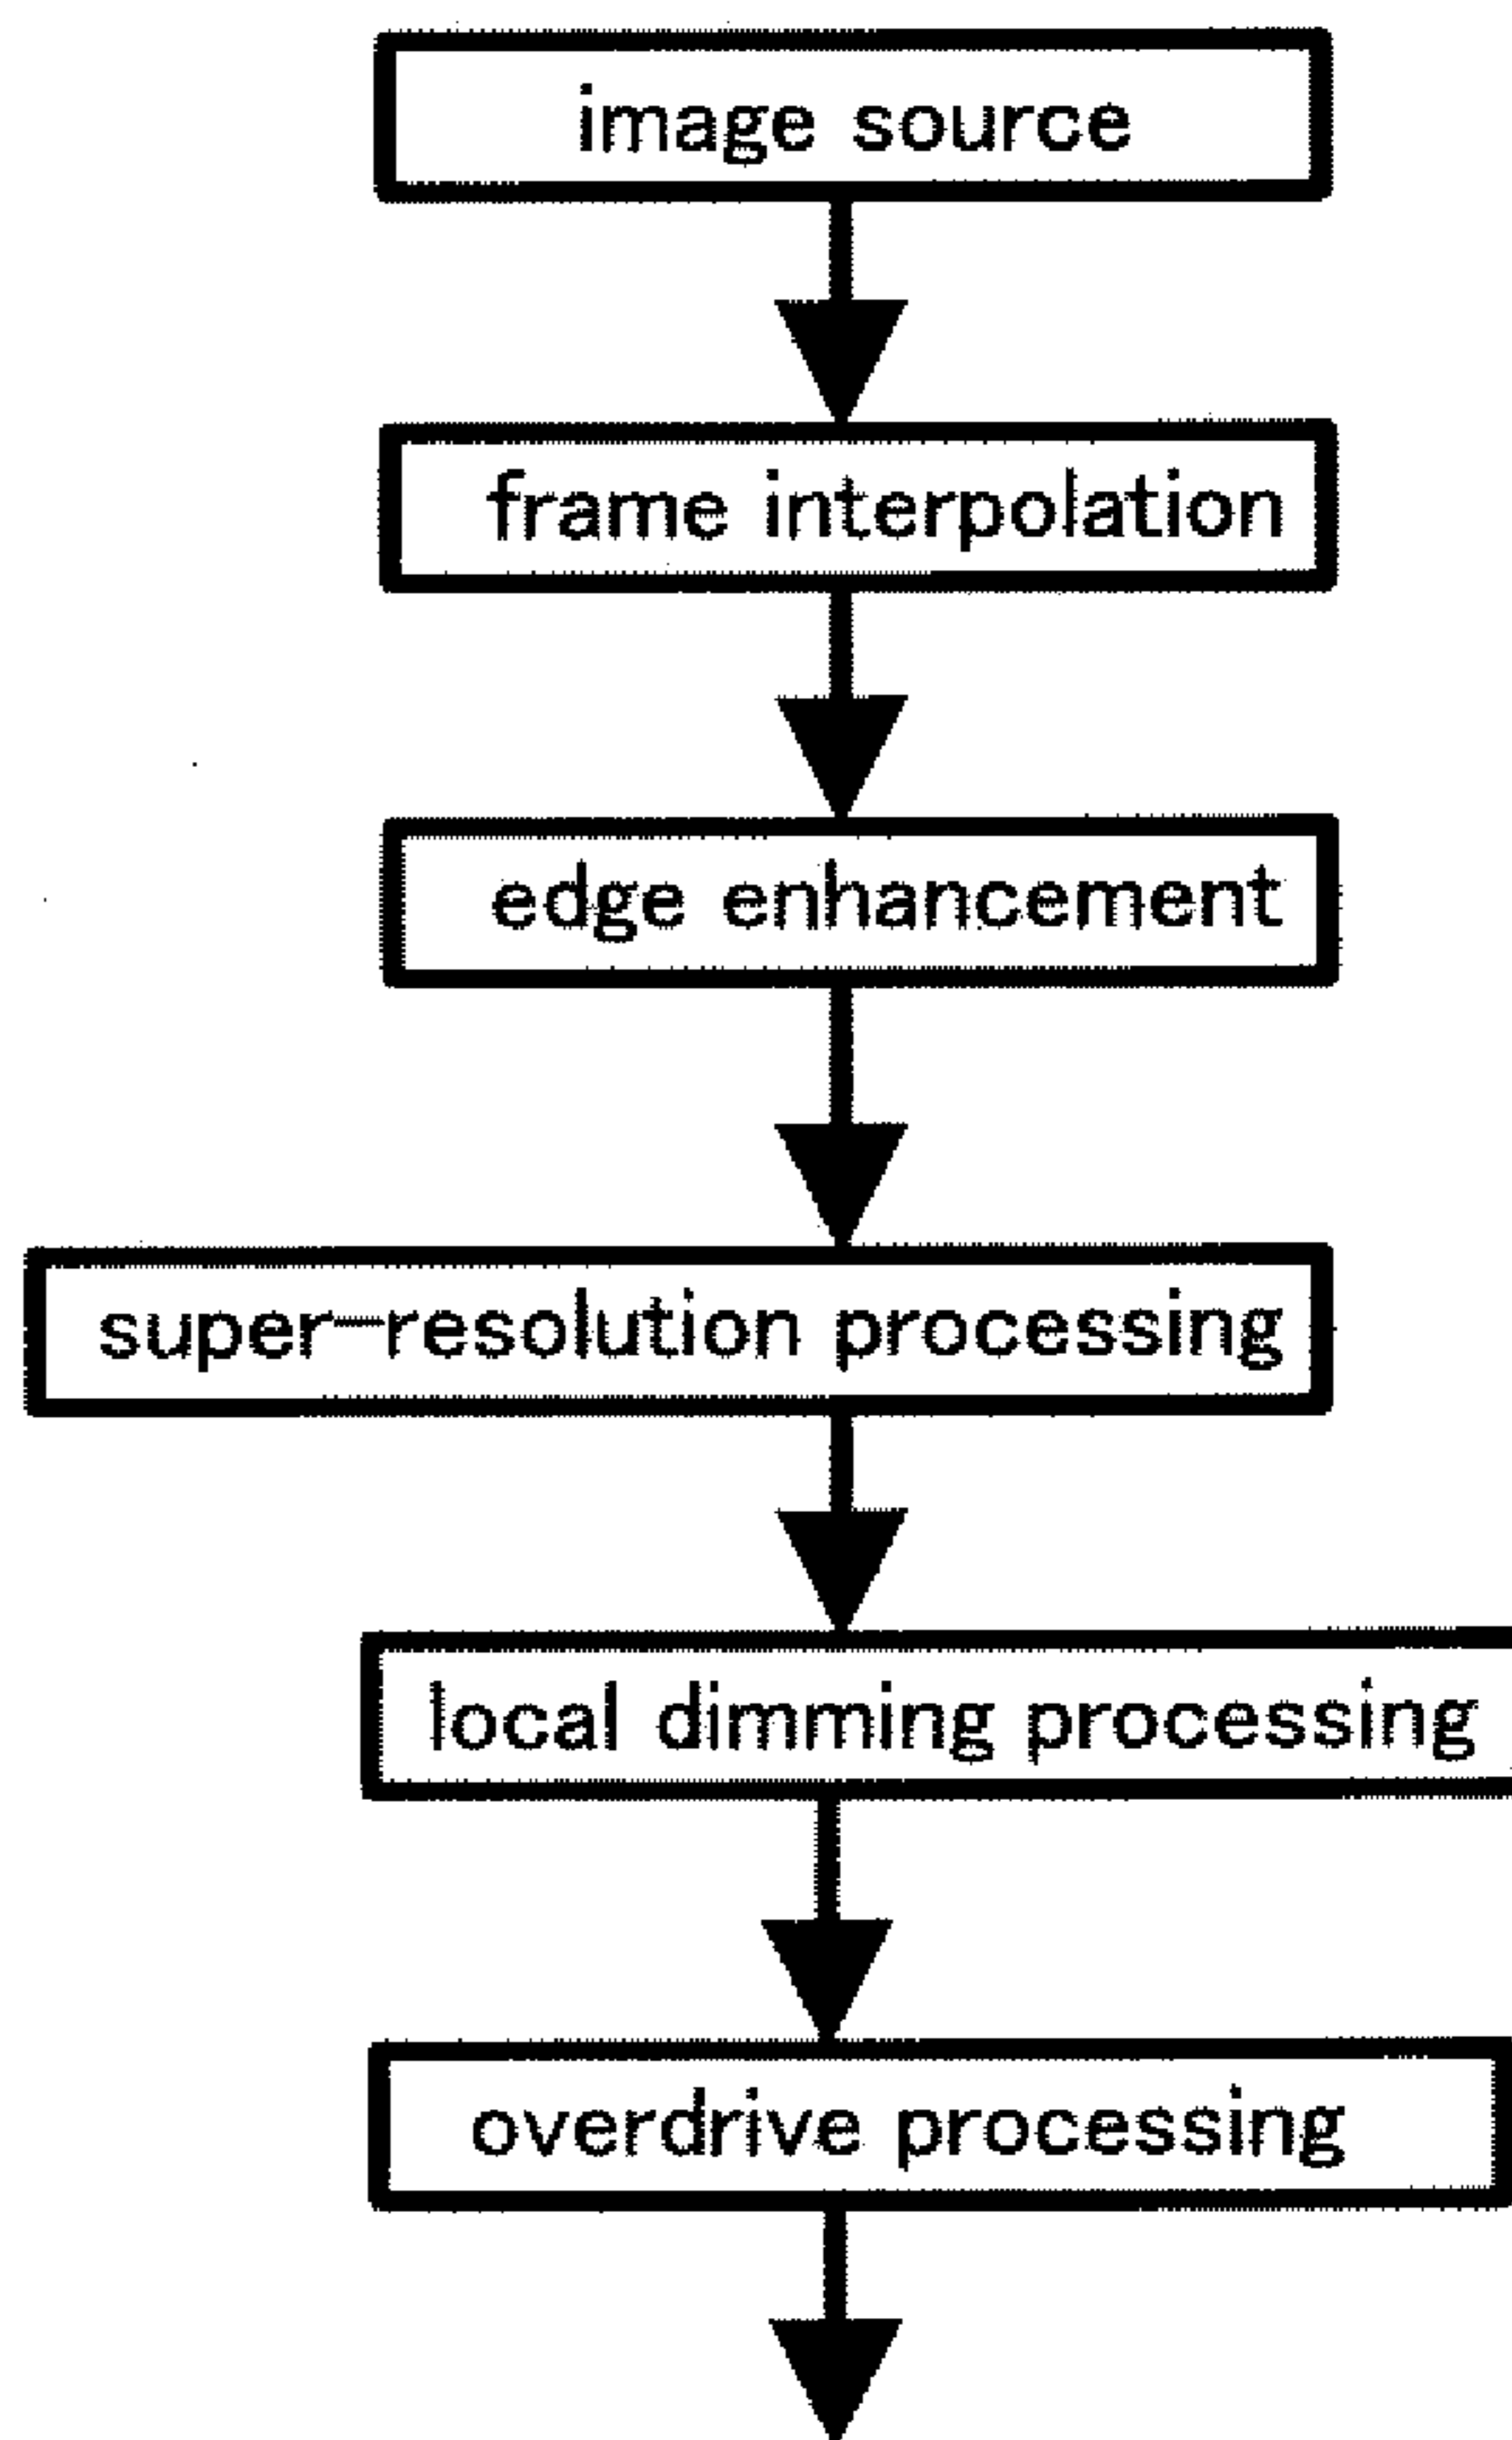 image source
frame interpolation
edge enhancement
super-resolution processing
local dimming processing
overdrive processing